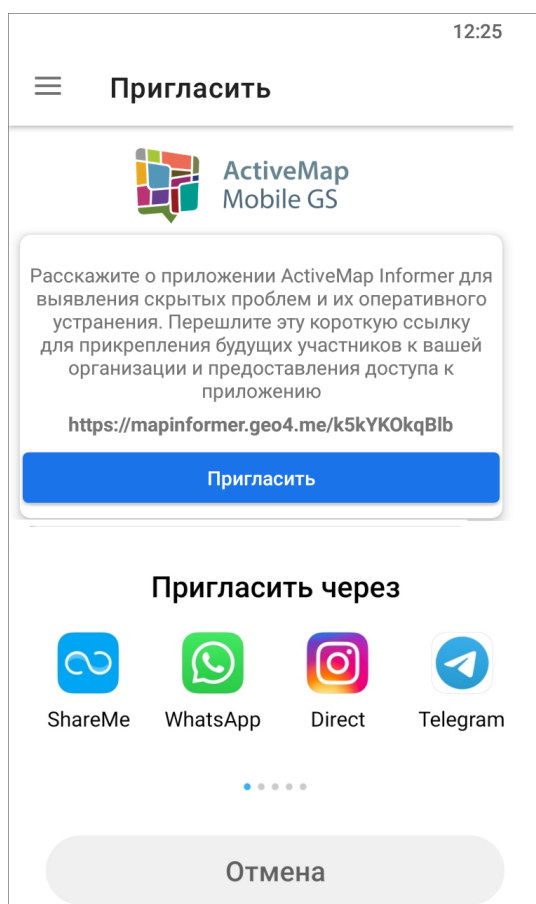 12:25
Пригласить
ActiveMap
Mobile GS
Расскажите о приложении ActiveMap Informer для
выявления скрытых проблем и их оперативного
устранения. Перешлите эту короткую ссылку
для прикрепления будущих участников к вашей
организации и предоставления доступа к
приложению
https://mapinformer.geo4.me/k5kYKOkqBlb
Пригласить
Пригласить через
ShareMe WhatsApp Direct Telegram
Отмена